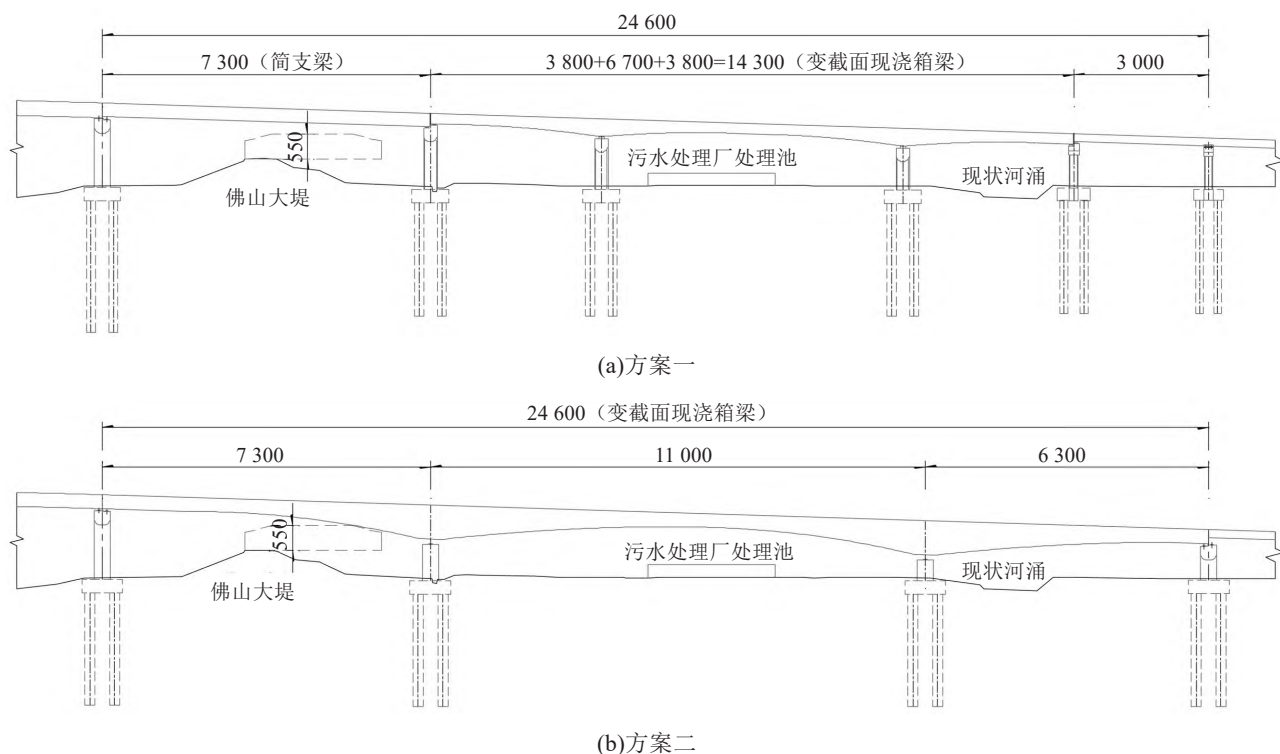 24 600
7 300（简支梁）
3 800+6 700+3 800=14 300（变截面现浇箱梁）
3 000
550
佛山大堤
污水处理厂处理池
现状河涌
(a)方案一
24 600（变截面现浇箱梁）
7 300
11 000
6 300
550
佛山大堤
污水处理厂处理池
现状河涌
(b)方案二